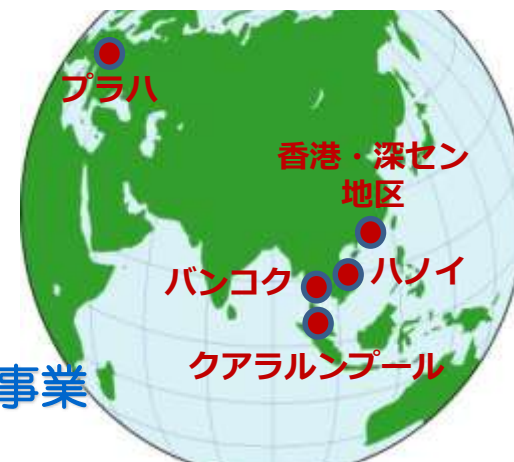 プラハ
香港・深セン
地区
バンコク
ハノイ
クアラルンプール
事業